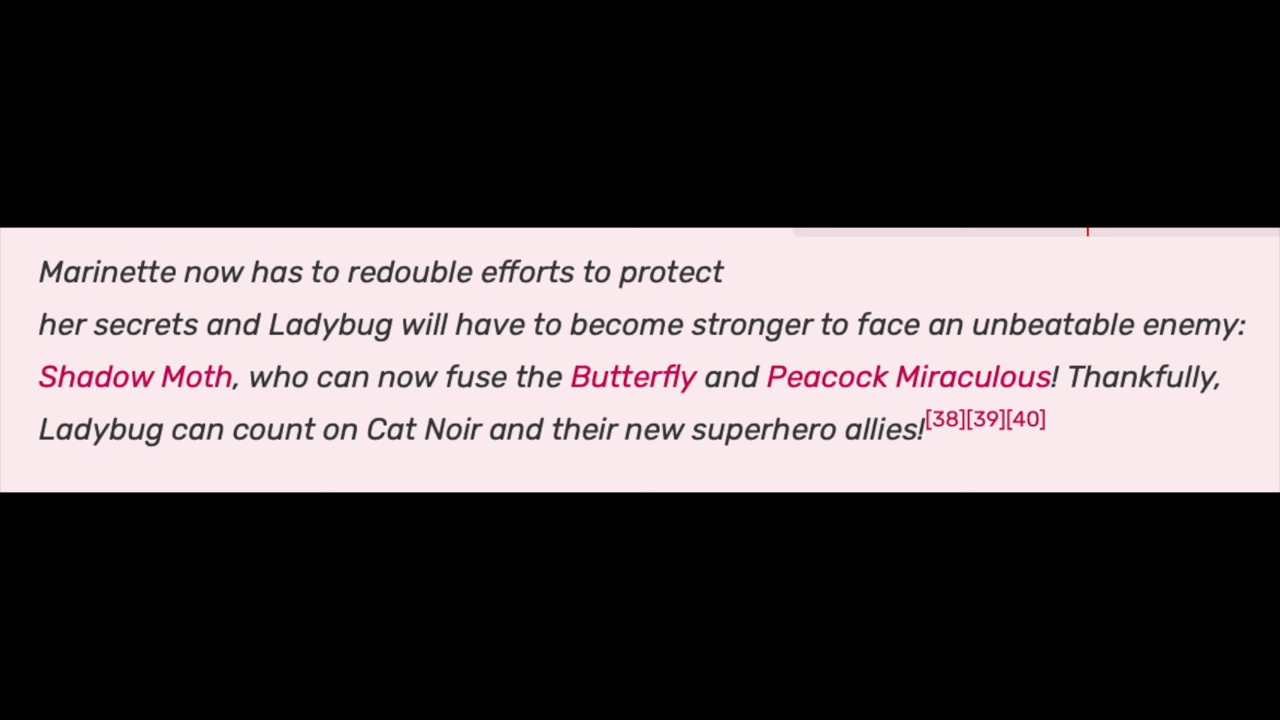 Marinette now has to redouble efforts to protect
her secrets and Ladybug will have to become stronger to face an unbeatable enemy:
Shadow Moth, who can now fuse the Butterfly and Peacock Miraculous! Thankfully,
Ladybug can count on Cat Noir and their new superhero allies![38][39][40]